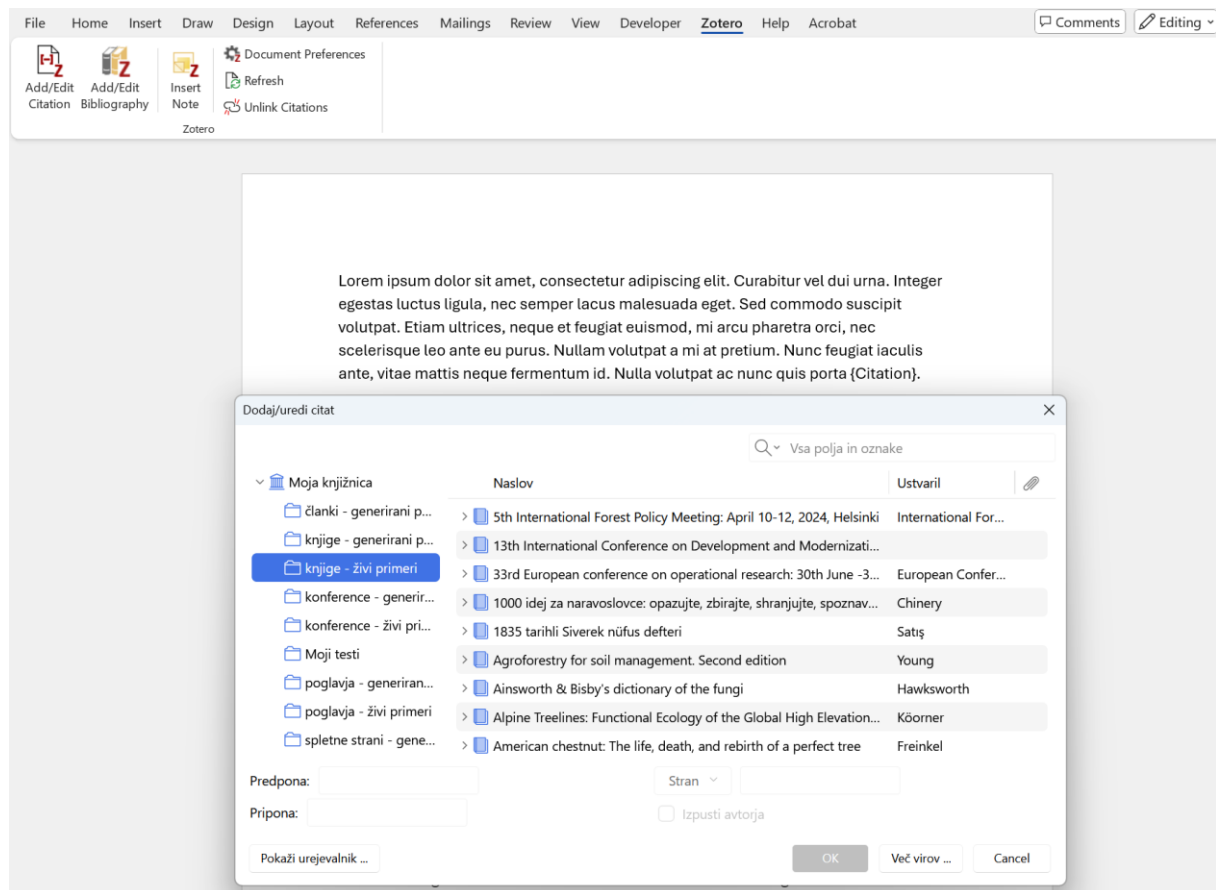 File Home Insert Draw Design Layout References Mailings Review View Developer Zotero Help Acrobat Comments Editing
Add/Edit Citation
Add/Edit Bibliography
Insert Note
Document Preferences
Refresh
Unlink Citations
Zotero
Lorem ipsum dolor sit amet, consectetur adipiscing elit. Curabitur vel dui urna. Integer
egestas luctus ligula, nec semper lacus malesuada eget. Sed commodo suscipit
volutpat. Etiam ultrices, neque et feugiat euismod, mi arcu pharetra orci, nec
scelerisque leo ante eu purus. Nullam volutpat a mi at pretium. Nunc feugiat iaculis
ante, vitae mattis neque fermentum id. Nulla volutpat ac nunc quis porta {Citation}.
Dodaj/uredi citat
Vsa polja in oznake
Moja knjižnica
članki - generirani p...
knjige - generirani p...
knjige - živi primeri
konference - generir...
konference - živi pri...
Moji testi
poglavja - generiran...
poglavja - živi primeri
spletne strani - gene...
Naslov Ustvaril
5th International Forest Policy Meeting: April 10-12, 2024, Helsinki International For...
13th International Conference on Development and Modernizati...
33rd European conference on operational research: 30th June -3... European Confer...
1000 idej za naravoslovce: opazujte, zbirajte, shranjujte, spoznav... Chinery
1835 tarihli Siverek nüfus defteri Satış
Agroforestry for soil management. Second edition Young
Ainsworth & Bisby's dictionary of the fungi Hawksworth
Alpine Treelines: Functional Ecology of the Global High Elevation... Köorner
American chestnut: The life, death, and rebirth of a perfect tree Freinkel
Predpona: Stran
Pripona: Izpusti avtorja
Pokaži urejevalnik ... OK Več virov ... Cancel